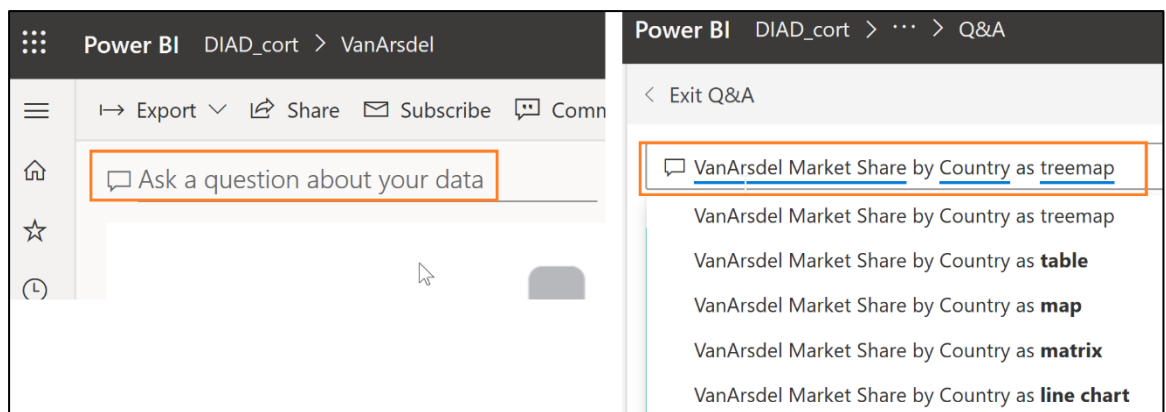 Power BI DIAD_cort > VanArsdel
Export Share Subscribe Comm
Ask a question about your data
Power BI DIAD_cort > ··· > Q&A
< Exit Q&A
VanArsdel Market Share by Country as treemap
VanArsdel Market Share by Country as treemap
VanArsdel Market Share by Country as table
VanArsdel Market Share by Country as map
VanArsdel Market Share by Country as matrix
VanArsdel Market Share by Country as line chart